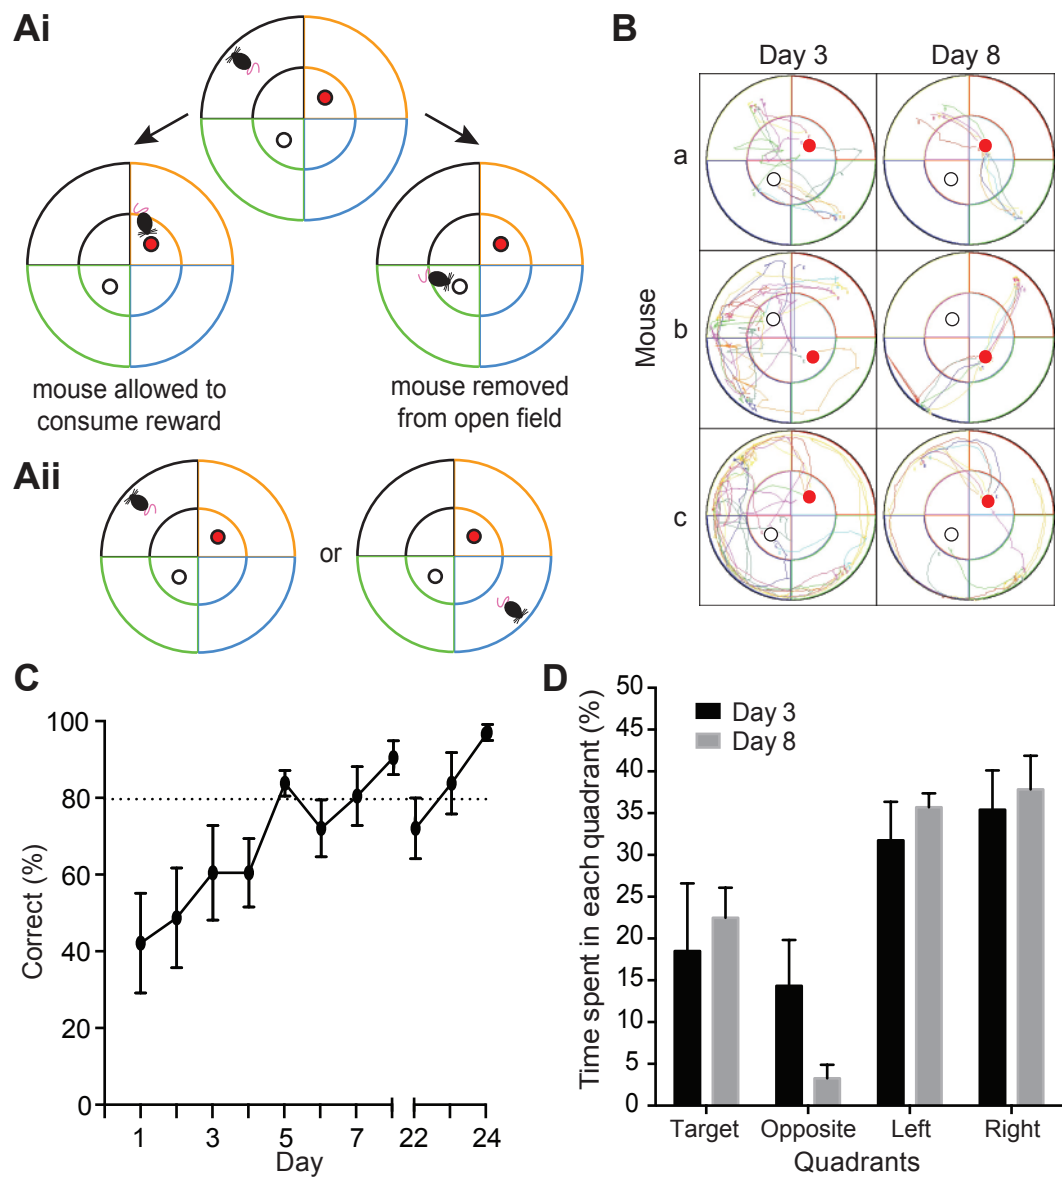 Ai
mouse allowed to
consume reward
mouse removed
from open field
Aii
or
B
Day 3 Day 8
a
b
c
Mouse
C
100
80
60
40
20
0
1 3 5 7 22 24
Day
Correct (%)
D
50
45
40
35
30
25
20
15
10
5
0
Day 3
Day 8
Target Opposite Left Right
Quadrants
Time spent in each quadrant (%)